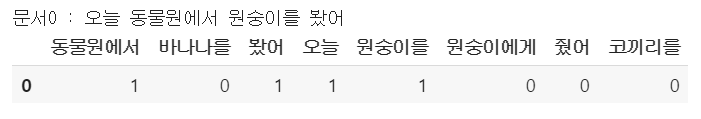 문서0 : 오늘 동물원에서 원숭이를 봤어
동물원에서 바나나를 봤어 오늘 원숭이를 원숭이에게 줬어 코끼리를
0 1 0 1 1 1 0 0 0